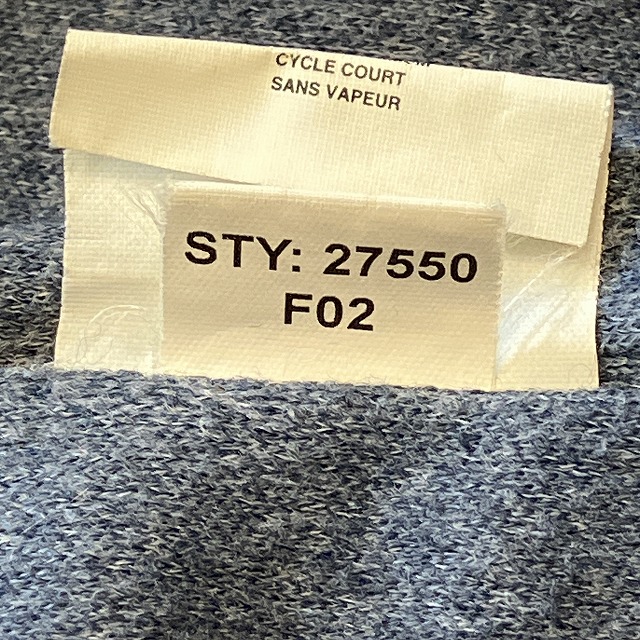 CYCLE COURT
SANS VAPEUR
STY: 27550
F02